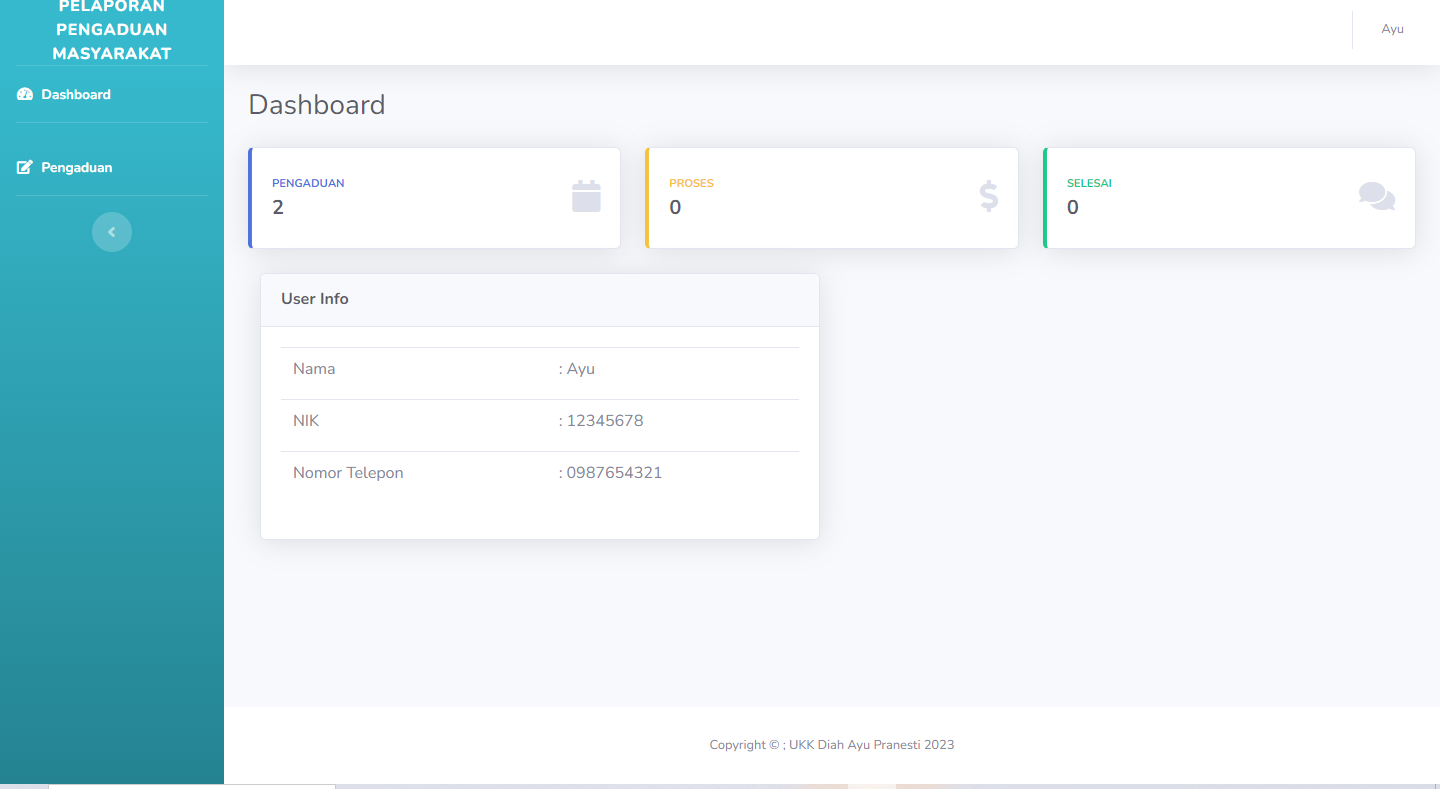 PELAPORAN
PENGADUAN
MASYARAKAT
Dashboard
Pengaduan
Ayu
Dashboard
PENGADUAN
2
PROSES
0
SELESAI
0
User Info
Nama : Ayu
NIK : 12345678
Nomor Telepon : 0987654321
Copyright © ; UKK Diah Ayu Pranesti 2023